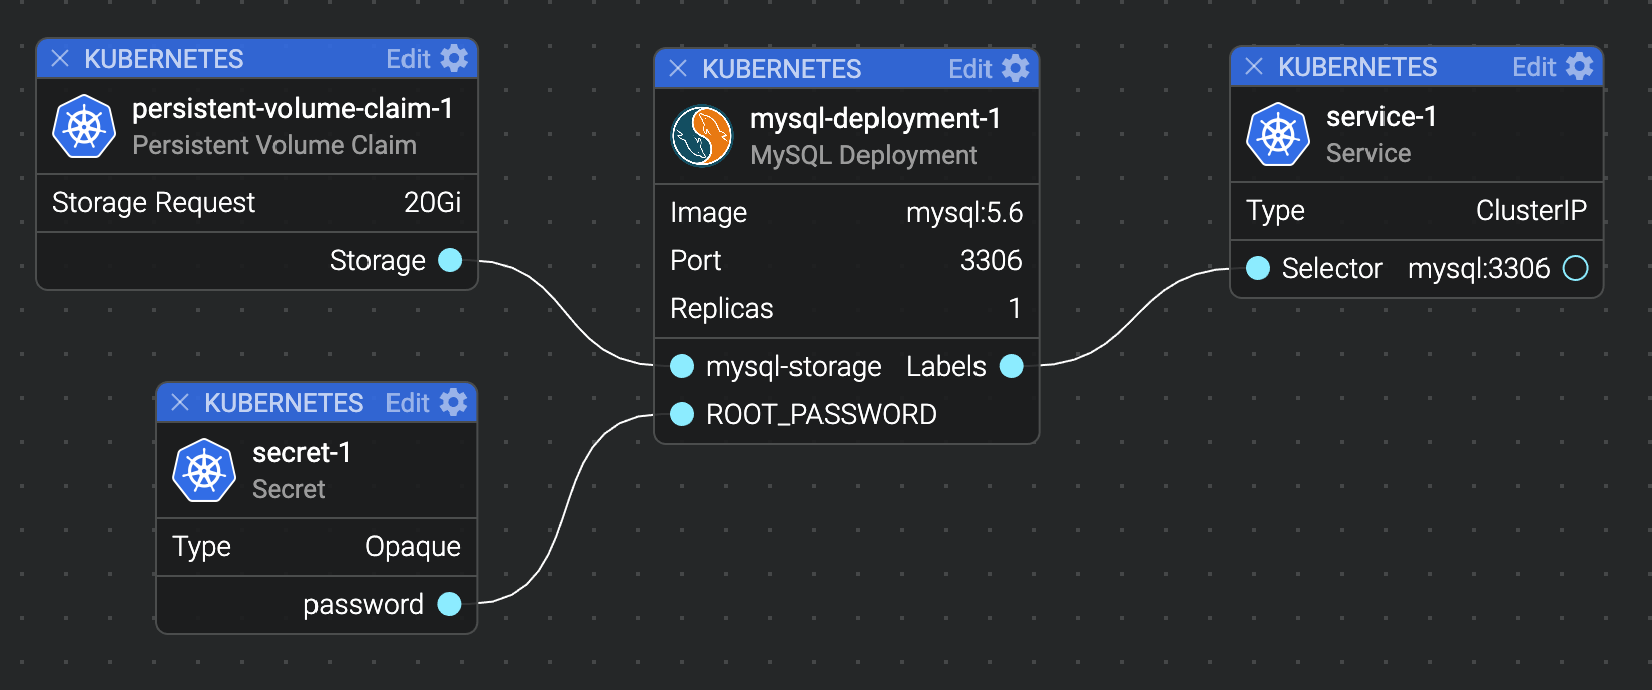 KUBERNETES Edit
persistent-volume-claim-1
Persistent Volume Claim
Storage Request 20Gi
Storage
KUBERNETES Edit
secret-1
Secret
Type Opaque
password
KUBERNETES Edit
mysql-deployment-1
MySQL Deployment
Image mysql:5.6
Port 3306
Replicas 1
mysql-storage Labels
ROOT_PASSWORD
KUBERNETES Edit
service-1
Service
Type ClusterIP
Selector mysql:3306